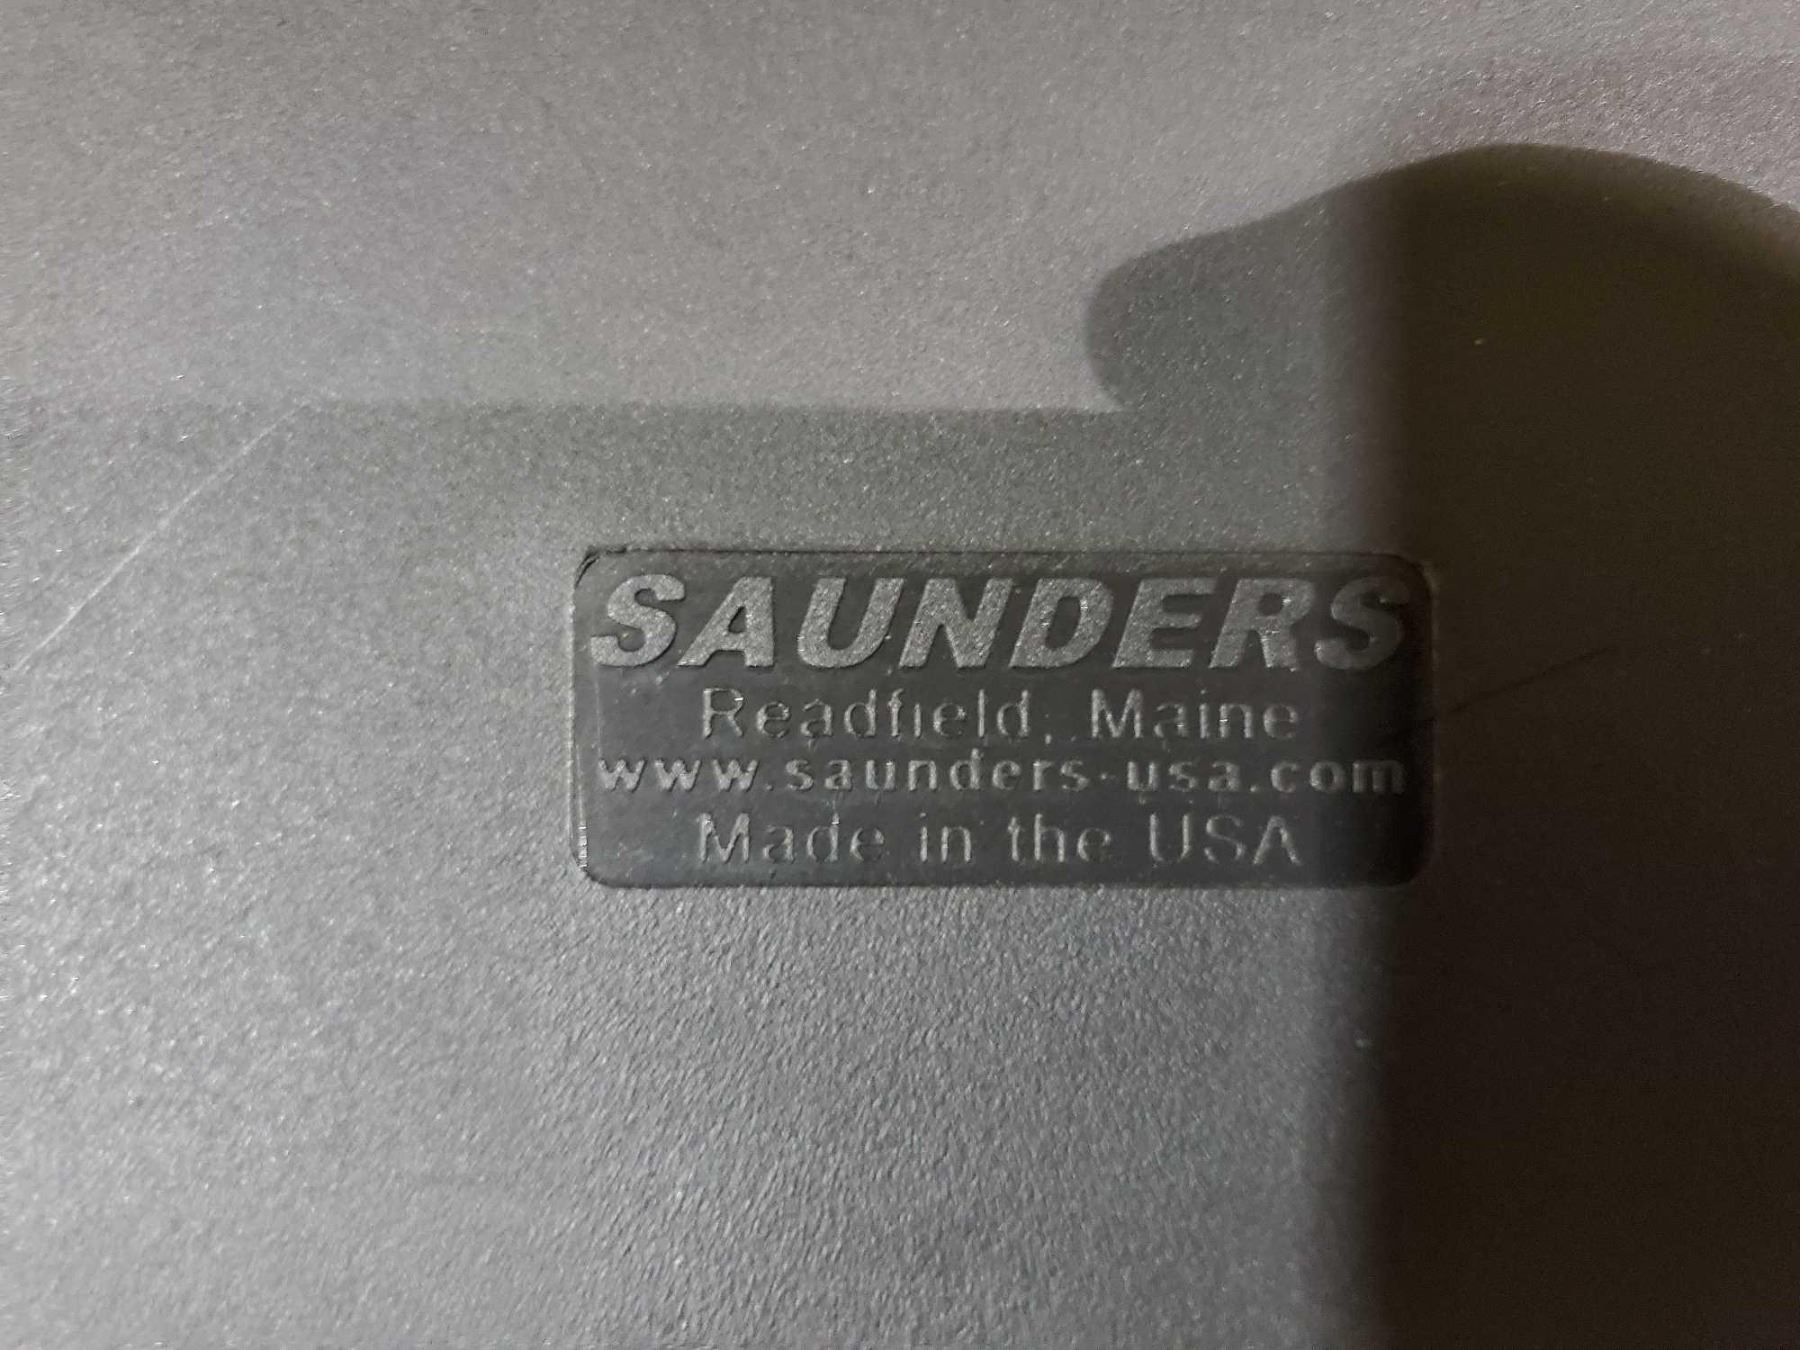 SAUNDERS
Readfield, Maine
www.saunders-usa.com
Made in the USA